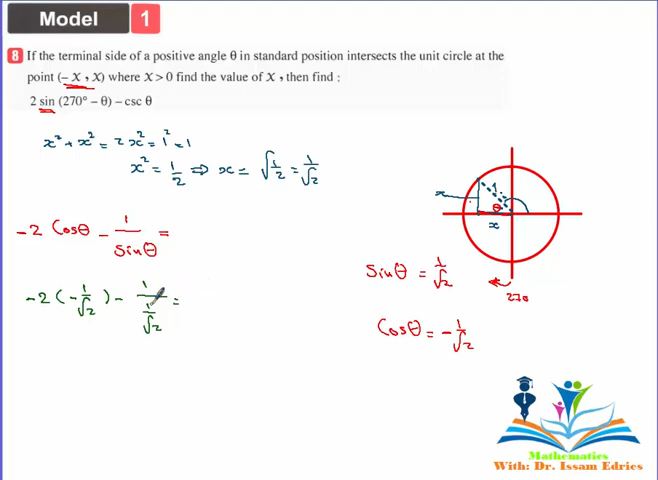 Model 1
8 If the terminal side of a positive angle θ in standard position intersects the unit circle at the
point (– X , X) where X > 0 find the value of X , then find :
2 sin (270° – θ) – csc θ
x² + x² = 2x² = 1² = 1
x² = 1/2 ⇒ x = √1/2 = 1/√2
-2 Cosθ - 1/Sinθ =
-2 (-1/√2) - 1/(1/√2) =
x
1
θ
x
270
Sinθ = 1/√2
Cosθ = -1/√2
Mathematics
With: Dr. Issam Edries